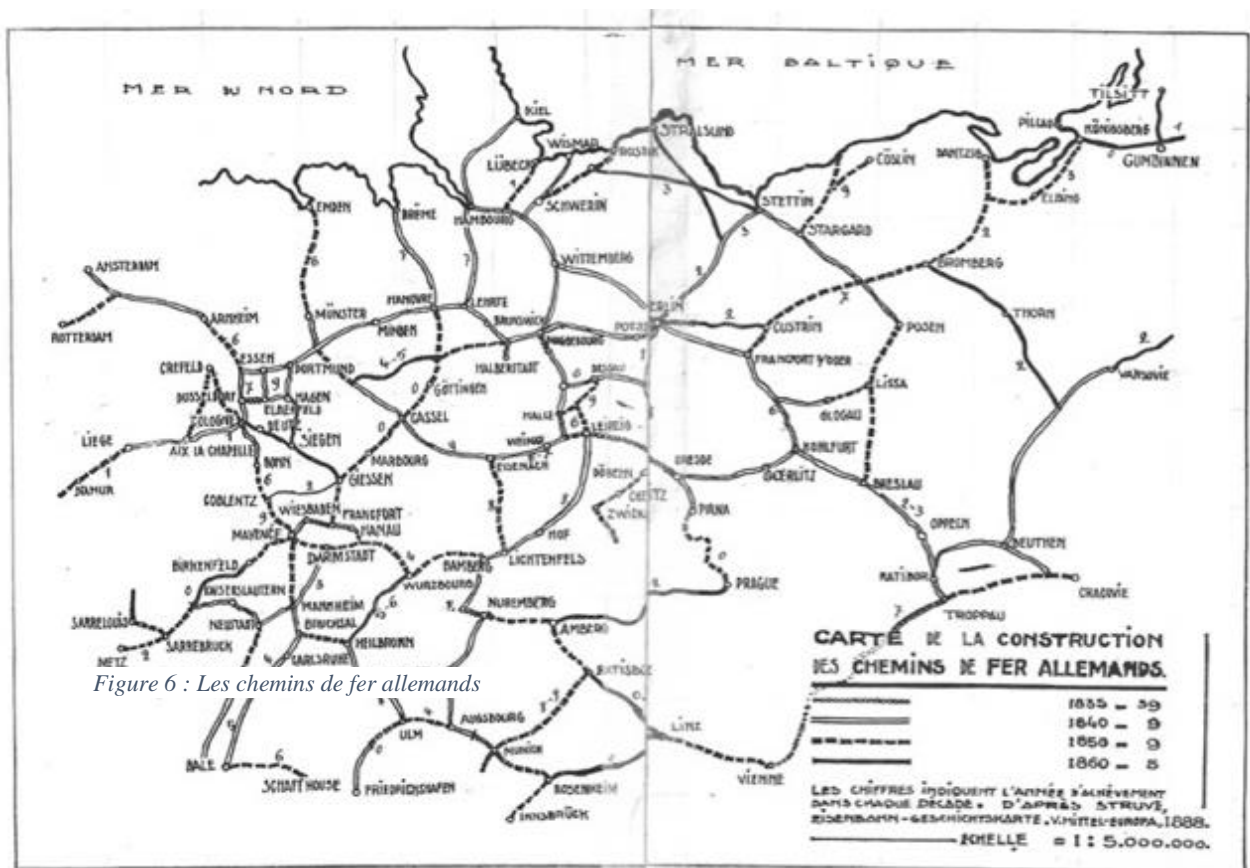 MER DU NORD
MER BALTIQUE
TILSITT
KIEL
PILLAU
KÖNIGSBERG
STRALSUND
WISMAR
ROSTOK
GUMBINNEN
LÜBECK
CÖSLIN
DANTZIG
ELBING
EMDEN
BRÊME
HAMBOURG
SCHWERIN
STETTIN
STARGARD
AMSTERDAM
WITTEMBERG
BROMBERG
ROTTERDAM
ARNHEIM
MÜNSTER
HANOVRE
LEHRTE
MINDEN
BRUNSWICK
MAGDEBOURG
BERLIN
CUSTRIN
POSEN
THORN
ESSEN
DORTMUND
HALBERSTADT
FRANCFORT S/ODER
VARSOVIE
CREFELD
DUSSELDORF
HAGEN
ELBERFELD
GÖTTINGEN
DESSAU
LISSA
COLOGNE
DEUTZ
CASSEL
HALLE
GLOGAU
LIEGE
AIX LA CHAPELLE
SIEGEN
WEIMAR
LEIPZIG
KOHLFURT
NAMUR
BONN
MARBOURG
EISENACH
DRESDE
GŒRLITZ
BRESLAU
GIESSEN
COBLENTZ
PIRNA
WIESBADEN
FRANCFORT
HANAU
MAYENCE
HOF
OPPELN
BEUTHEN
DARMSTADT
BIRKENFELD
LICHTENFELS
BAMBERG
WURZBOURG
PRAGUE
RATIBOR
CRACOVIE
KAISERSLAUTERN
MANNHEIM
NUREMBERG
TROPPAU
SARRELOUIS
NEUSTADT
BRUCHSAL
HEILBRONN
AMBERG
METZ
SARREBRUCK
CARLSRUHE
CARTE DE LA CONSTRUCTION
DES CHEMINS DE FER ALLEMANDS.
Figure 6 : Les chemins de fer allemands
1835 - 39
1840 - 9
1850 - 9
1860 - 5
ULM
AUGSBOURG
MUNICH
LINZ
BALE
SCHAFTHOUSE
FRIEDRICHSHAFEN
ROSENHEIM
VIENNE
INNSBRÜCK
LES CHIFFRES INDIQUENT L'ANNÉE D'ACHÈVEMENT
DANS CHAQUE DÉCADE. D'APRÈS STRUVE,
EISENBAHN-GESCHICHTSKARTE.V.MITTEL-EUROPA,1888.
ECHELLE = 1 : 5.000.000.